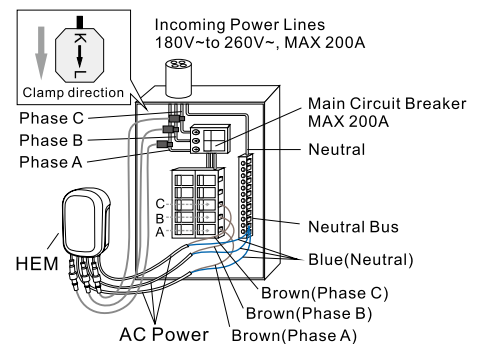 Incoming Power Lines
180V~to 260V~, MAX 200A
K
L
Clamp direction
Phase C
Phase B
Phase A
Main Circuit Breaker
MAX 200A
Neutral
C
B
A
Neutral Bus
HEM
Blue(Neutral)
Brown(Phase C)
Brown(Phase B)
AC Power
Brown(Phase A)